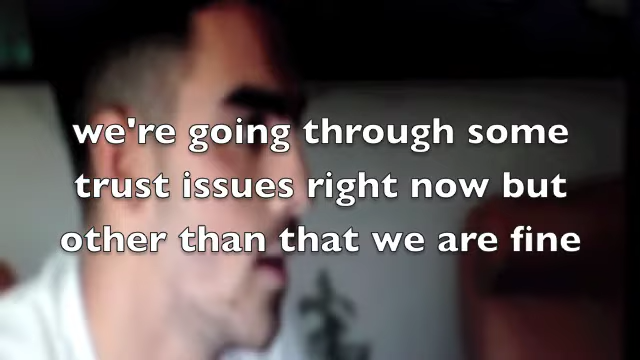 we're going through some
trust issues right now but
other than that we are fine